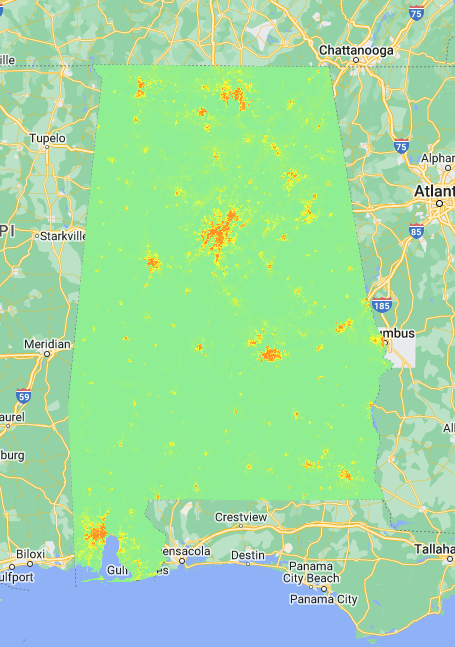 75
Chattanooga
ille
Tupelo
75
Alphar
Atlant
PI
Starkville
85
185
umbus
Meridian
59
aurel
Al
burg
Crestview
Biloxi
ensacola
Destin
Tallaha
ulfport
Gul
es
Panama
City Beach
Panama City